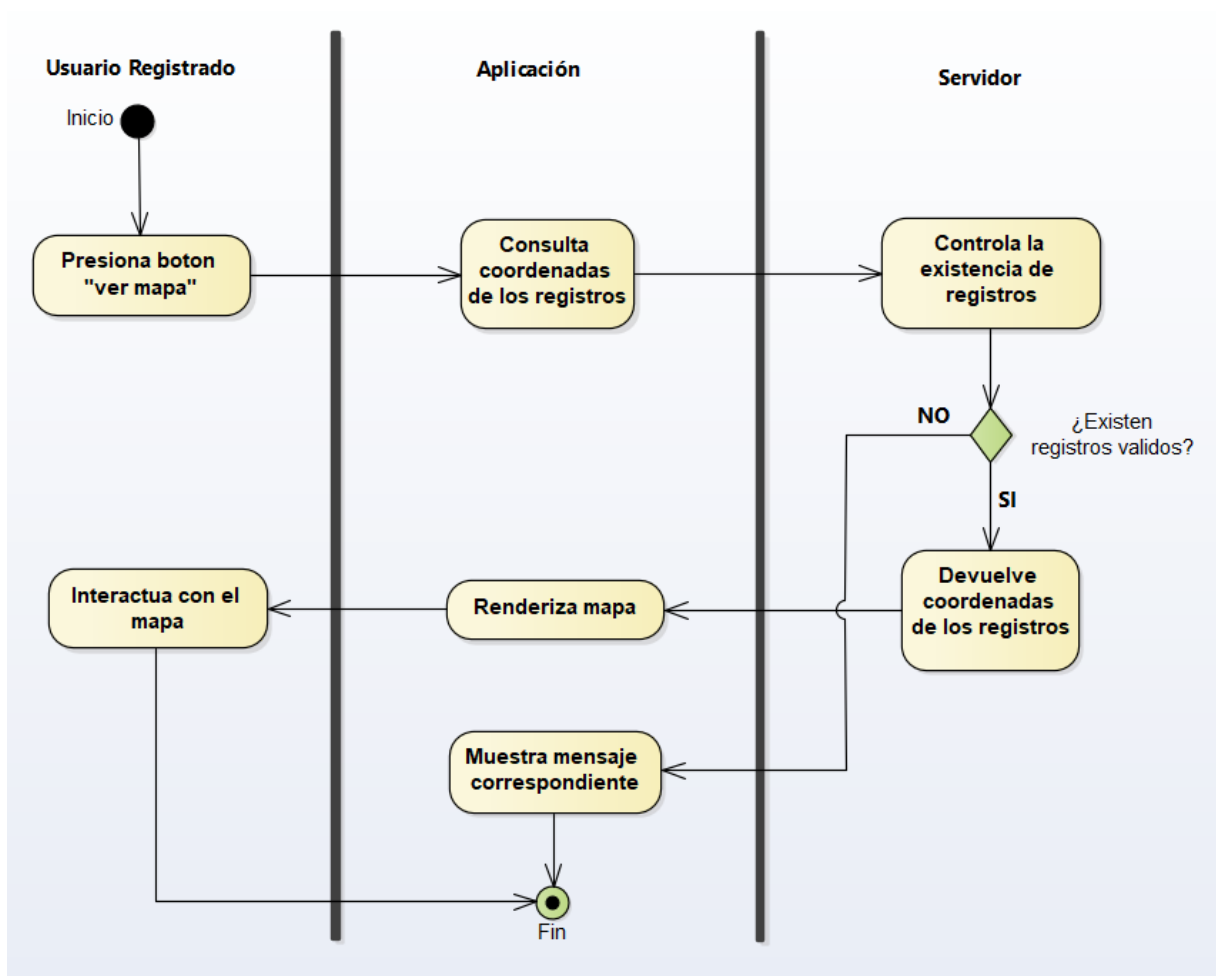 Usuario Registrado
Aplicación
Servidor
Inicio
Presiona boton
"ver mapa"
Consulta
coordenadas
de los registros
Controla la
existencia de
registros
NO
¿Existen
registros validos?
SI
Interactua con el
mapa
Renderiza mapa
Devuelve
coordenadas
de los registros
Muestra mensaje
correspondiente
Fin